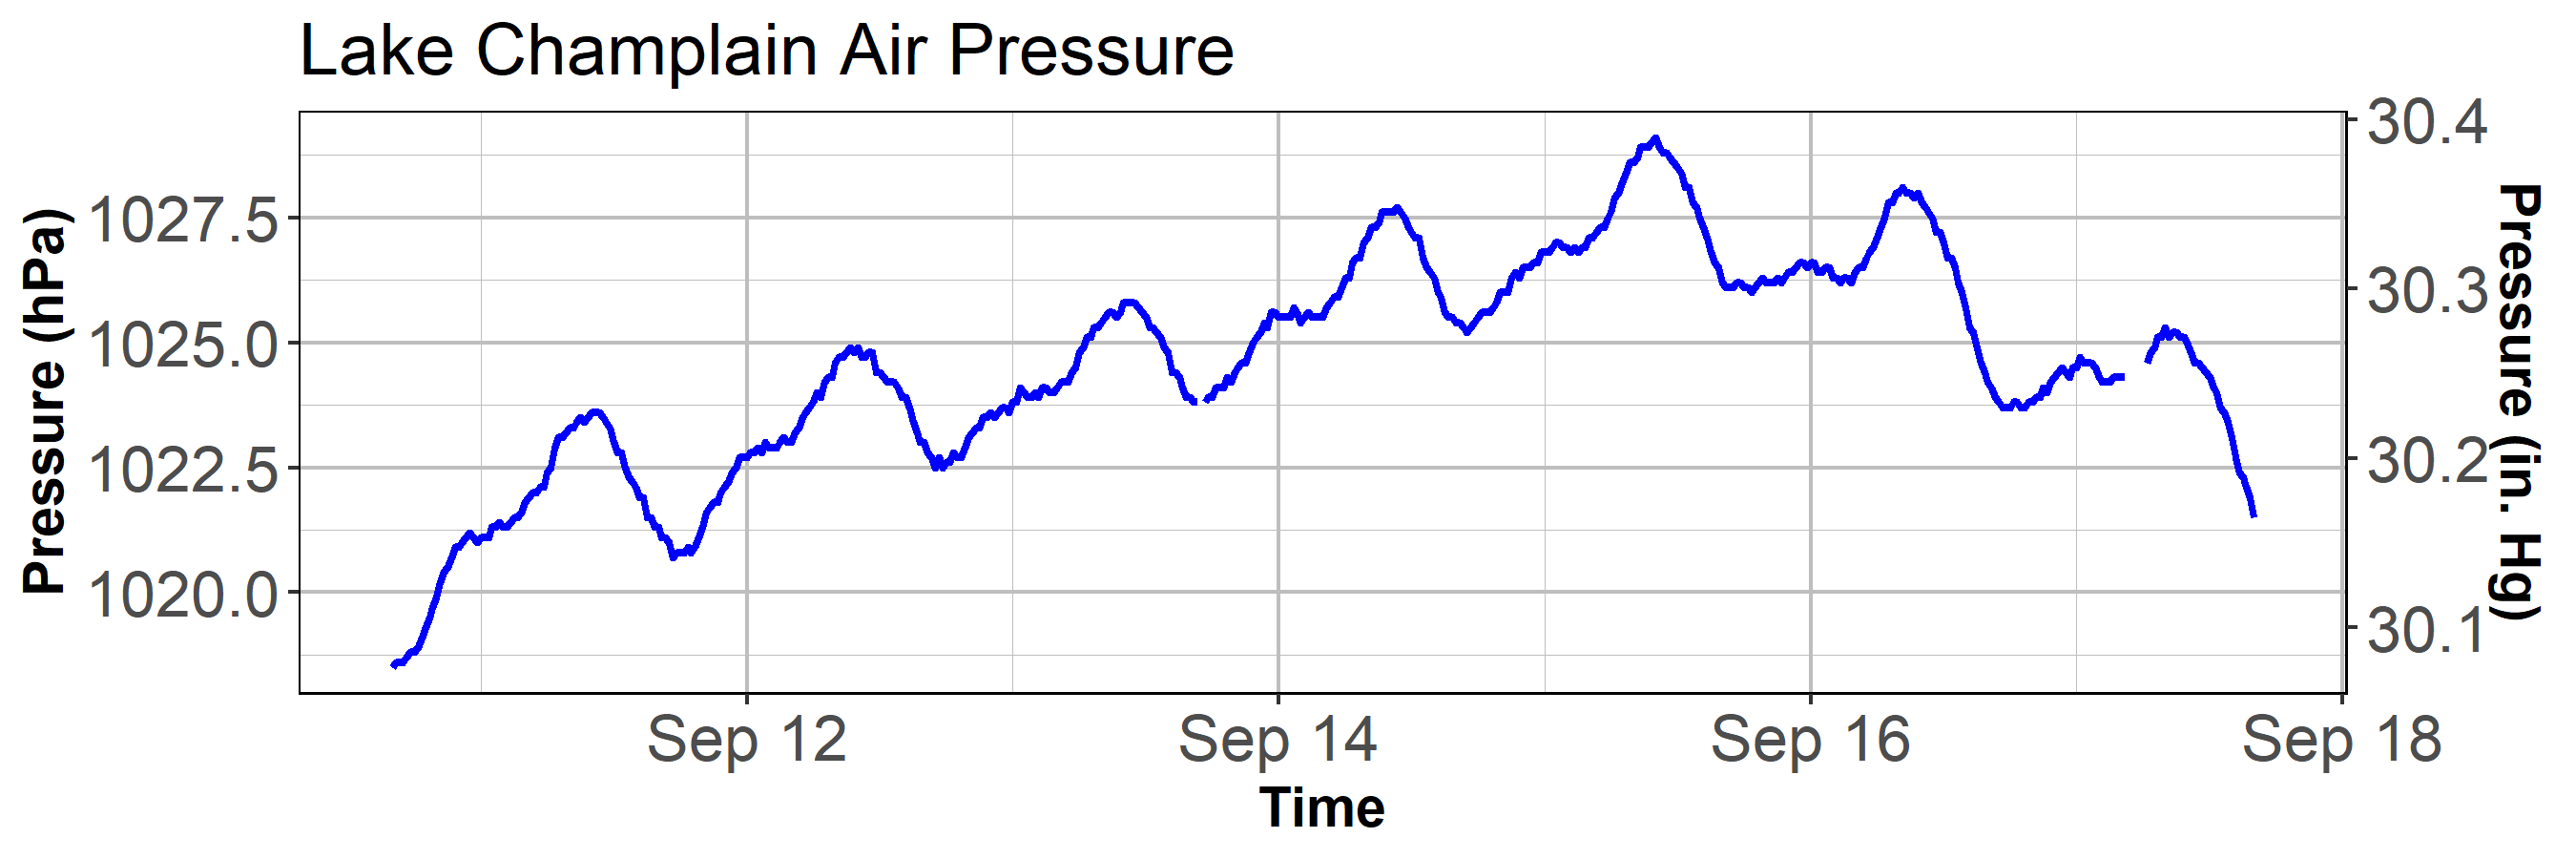 Lake Champlain Air Pressure
Pressure (hPa)
1027.5
1025.0
1022.5
1020.0
30.4
30.3
30.2
30.1
Pressure (in. Hg)
Sep 12
Sep 14
Sep 16
Sep 18
Time